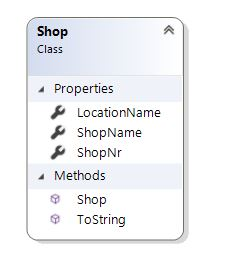 Shop
Class
Properties
LocationName
ShopName
ShopNr
Methods
Shop
ToString